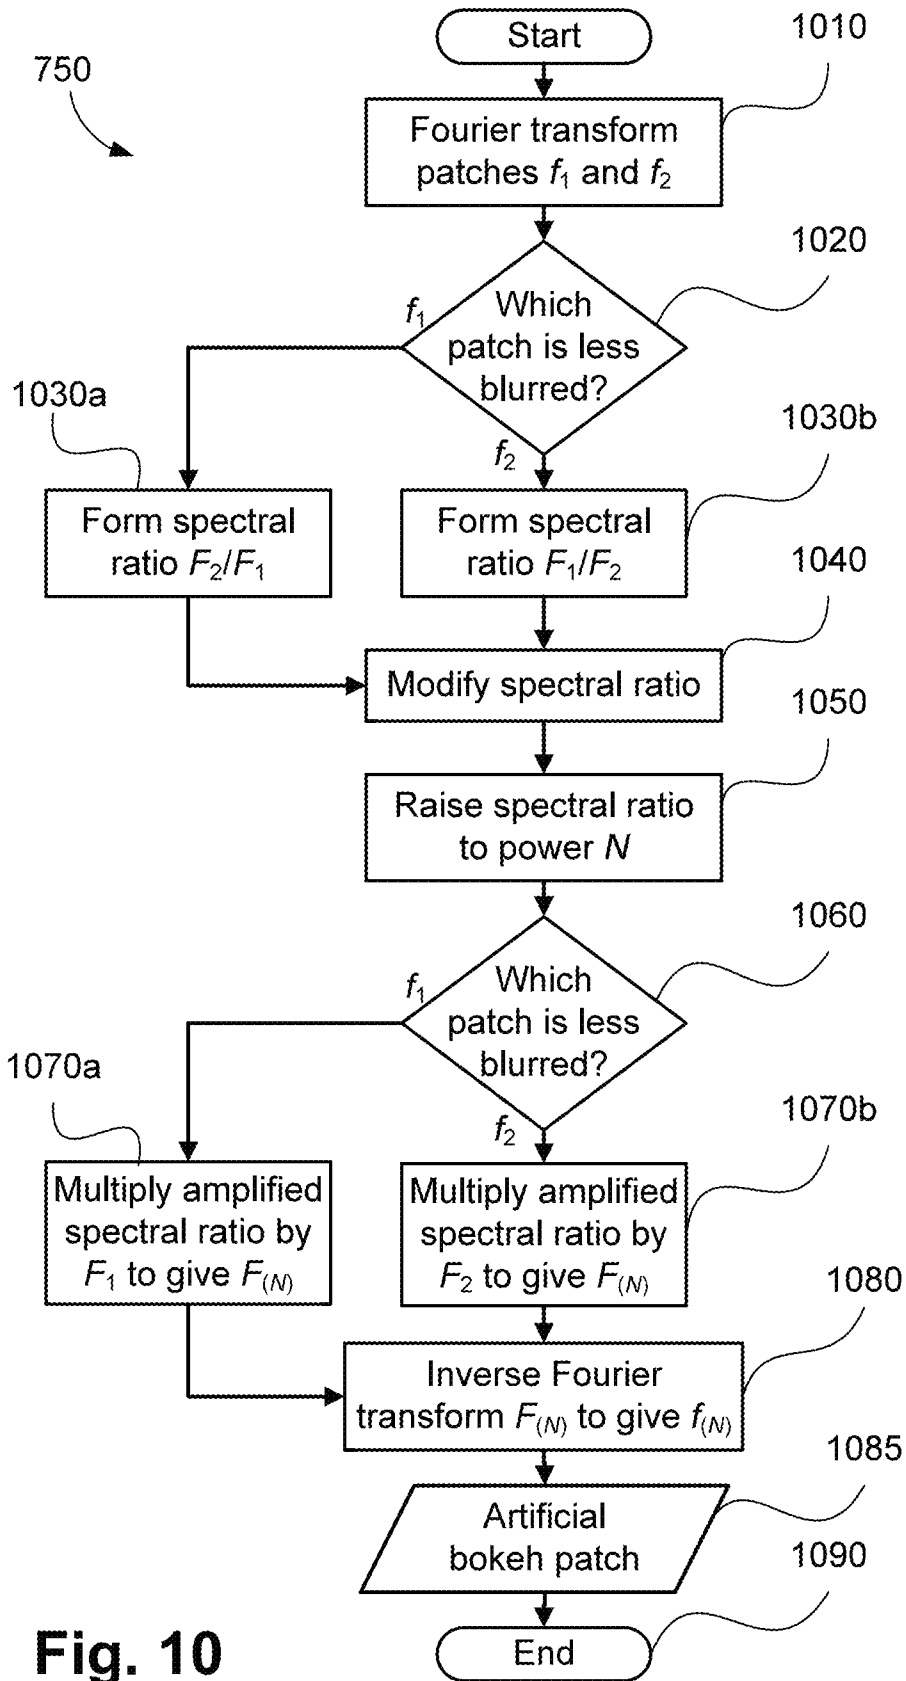 Start
1010
750
Fourier transform
patches f1 and f2
1020
Which
patch is less
blurred?
f1
f2
1030a
1030b
Form spectral
ratio F2/F1
Form spectral
ratio F1/F2
1040
Modify spectral ratio
1050
Raise spectral ratio
to power N
1060
Which
patch is less
blurred?
f1
f2
1070a
1070b
Multiply amplified
spectral ratio by
F1 to give F(N)
Multiply amplified
spectral ratio by
F2 to give F(N)
1080
Inverse Fourier
transform F(N) to give f(N)
1085
Artificial
bokeh patch
1090
End
Fig. 10